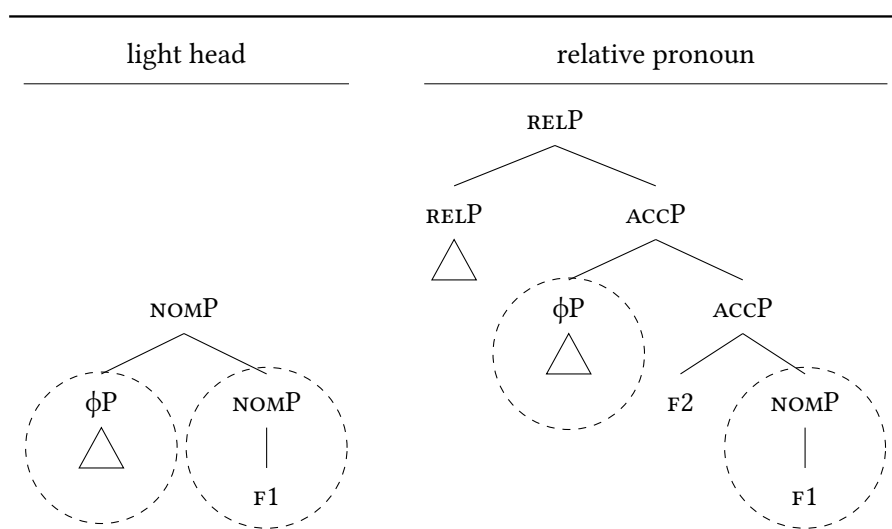 light head relative pronoun
RELP
RELP ACCP
NOMP ϕP ACCP
ϕP NOMP F2 NOMP
F1 F1